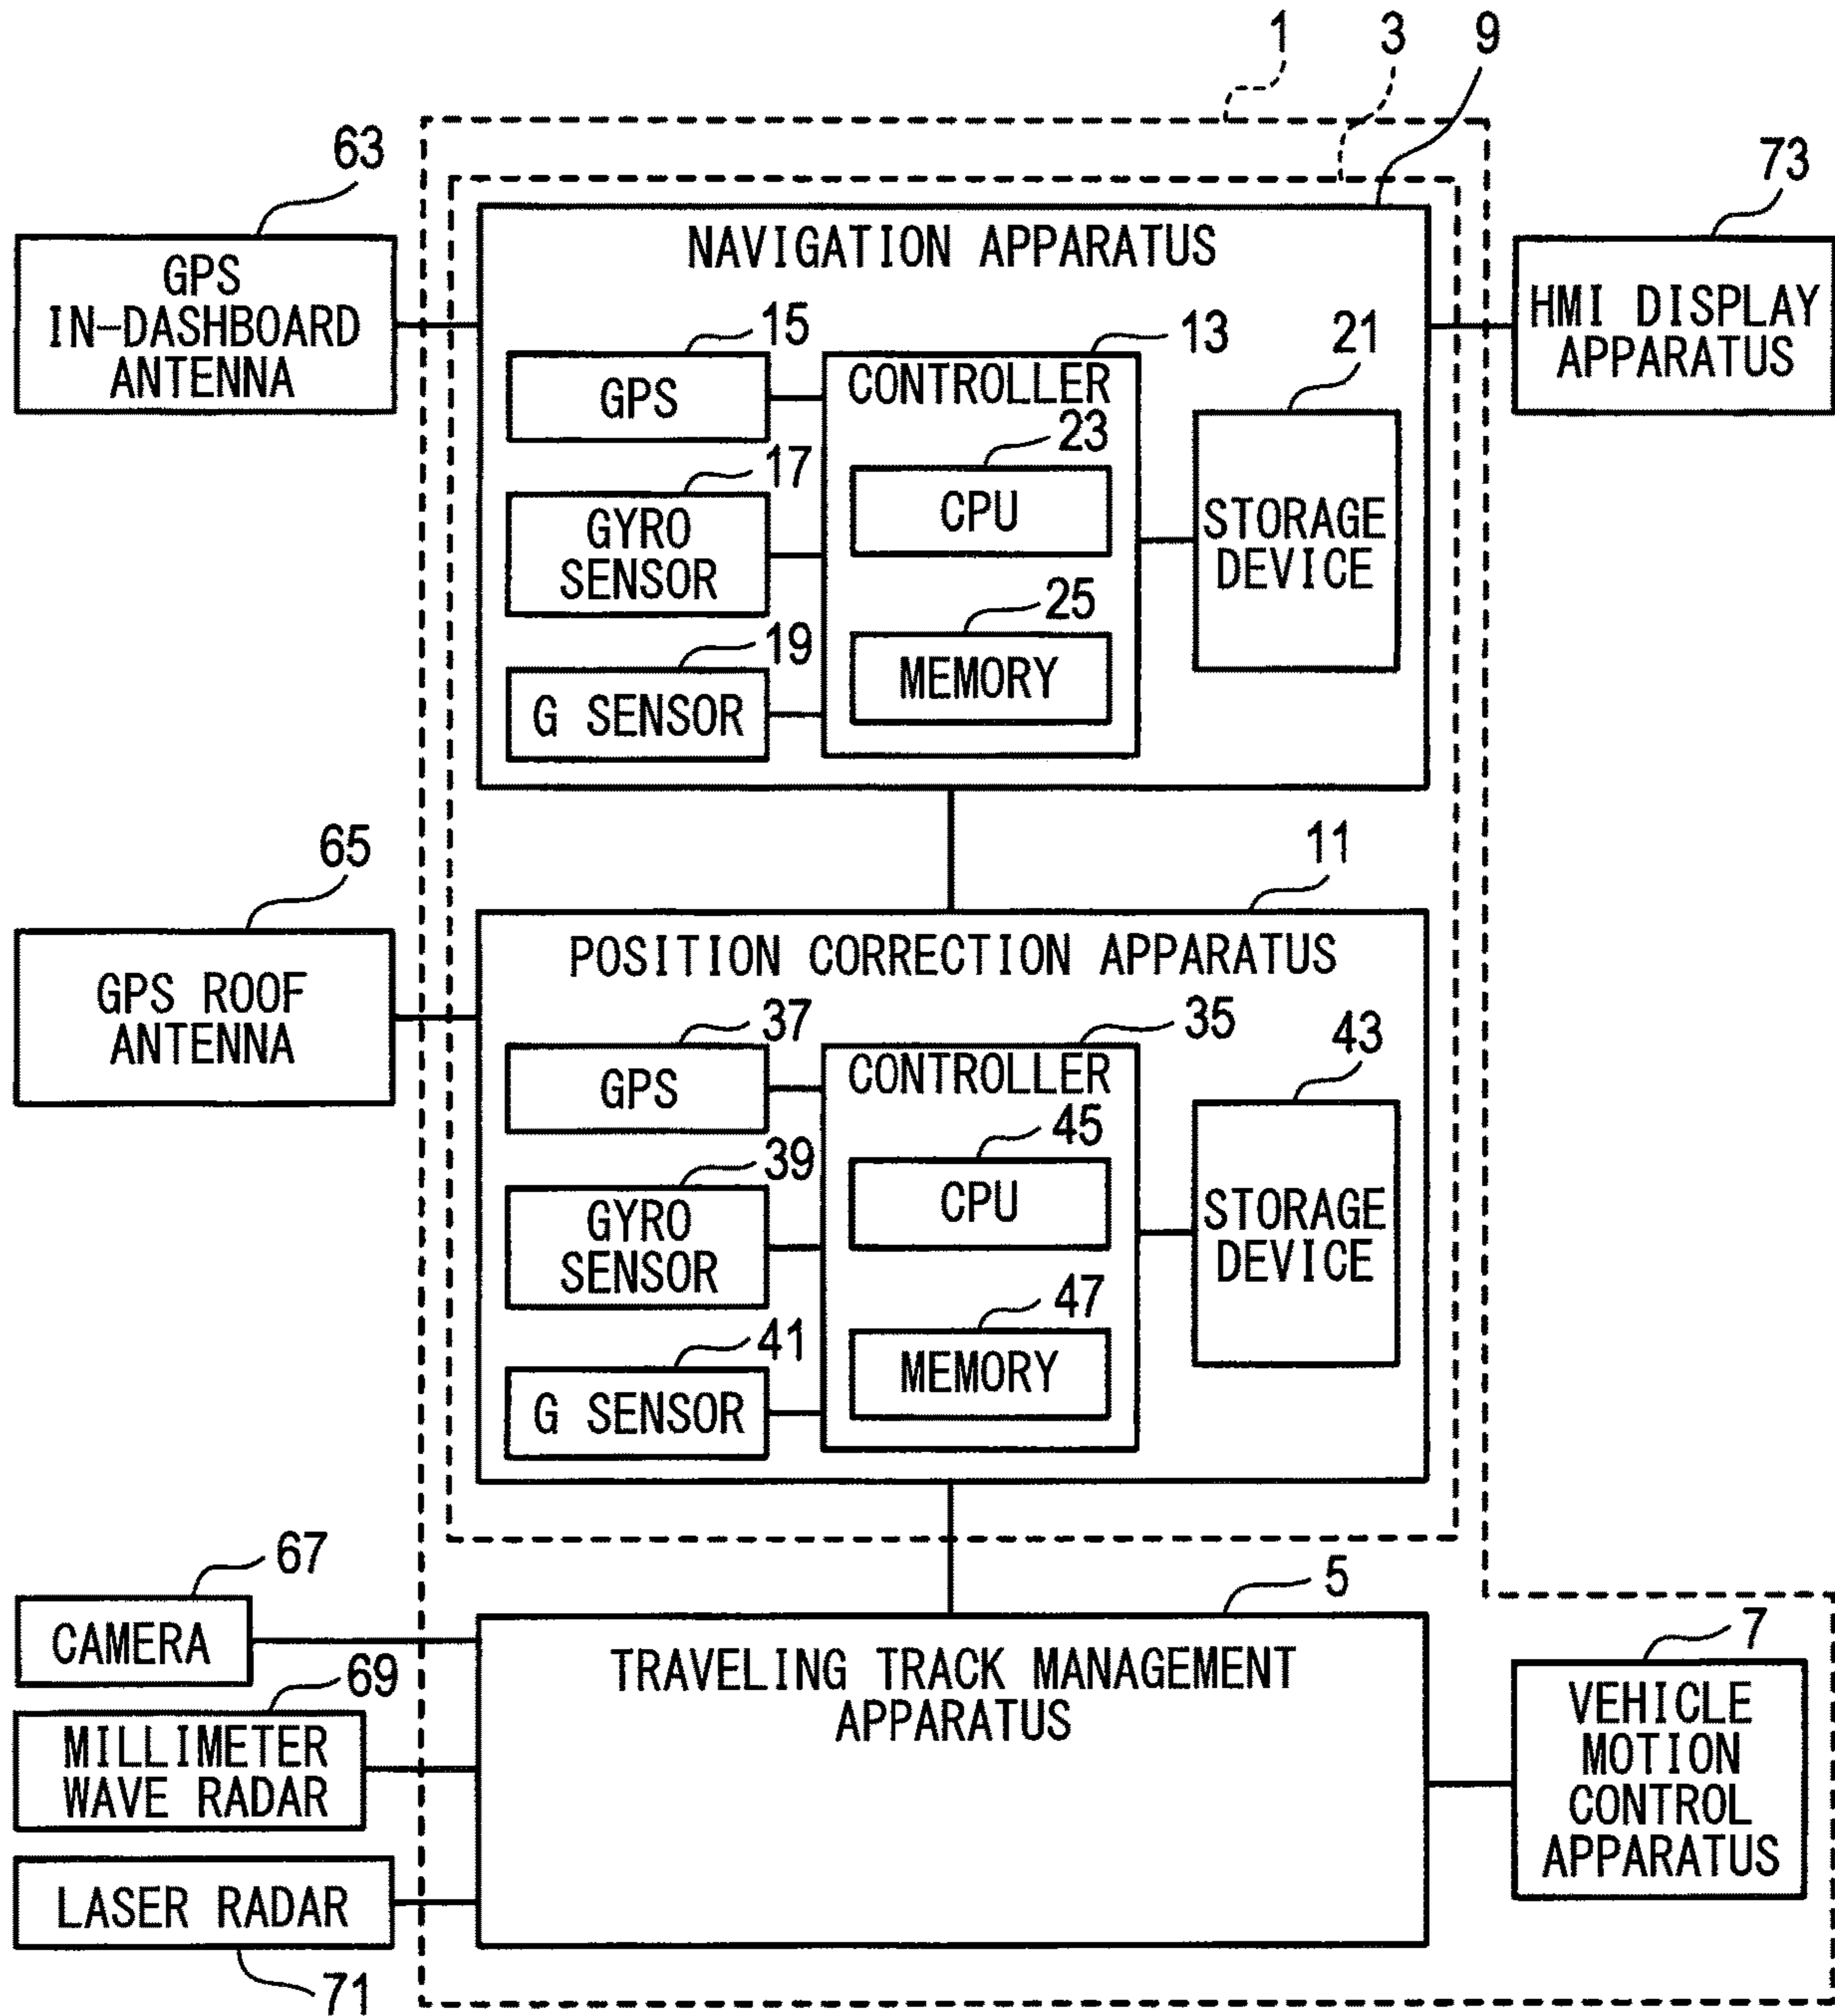 1
3
9
63
73
GPS
IN-DASHBOARD
ANTENNA
NAVIGATION APPARATUS
HMI DISPLAY
APPARATUS
15
GPS
13
CONTROLLER
21
17
GYRO
SENSOR
23
CPU
STORAGE
DEVICE
19
G SENSOR
25
MEMORY
65
11
GPS ROOF
ANTENNA
POSITION CORRECTION APPARATUS
37
GPS
35
CONTROLLER
43
39
GYRO
SENSOR
45
CPU
STORAGE
DEVICE
41
G SENSOR
47
MEMORY
67
CAMERA
5
69
MILLIMETER
WAVE RADAR
TRAVELING TRACK MANAGEMENT
APPARATUS
7
VEHICLE
MOTION
CONTROL
APPARATUS
LASER RADAR
71